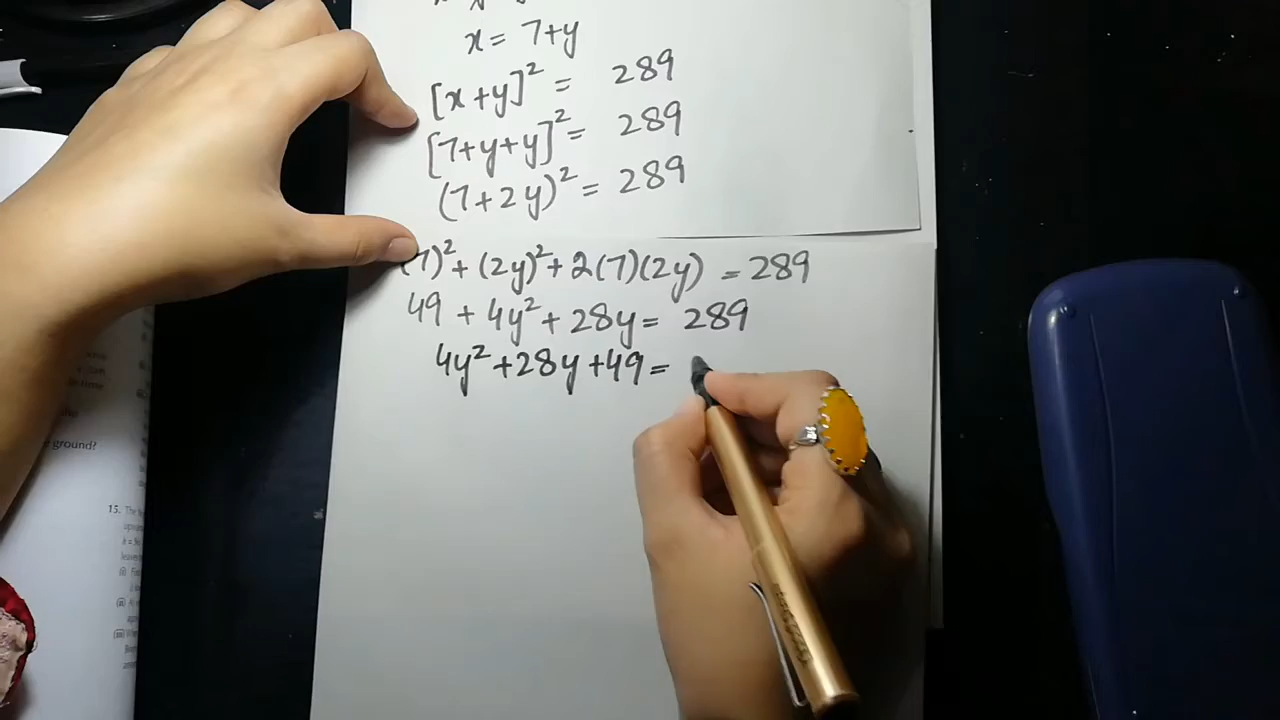 x = 7+y
[x+y]² = 289
[7+y+y]² = 289
(7+2y)² = 289
(7)² + (2y)² + 2(7)(2y) = 289
49 + 4y² + 28y = 289
4y² + 28y + 49 =
ground?
15. The